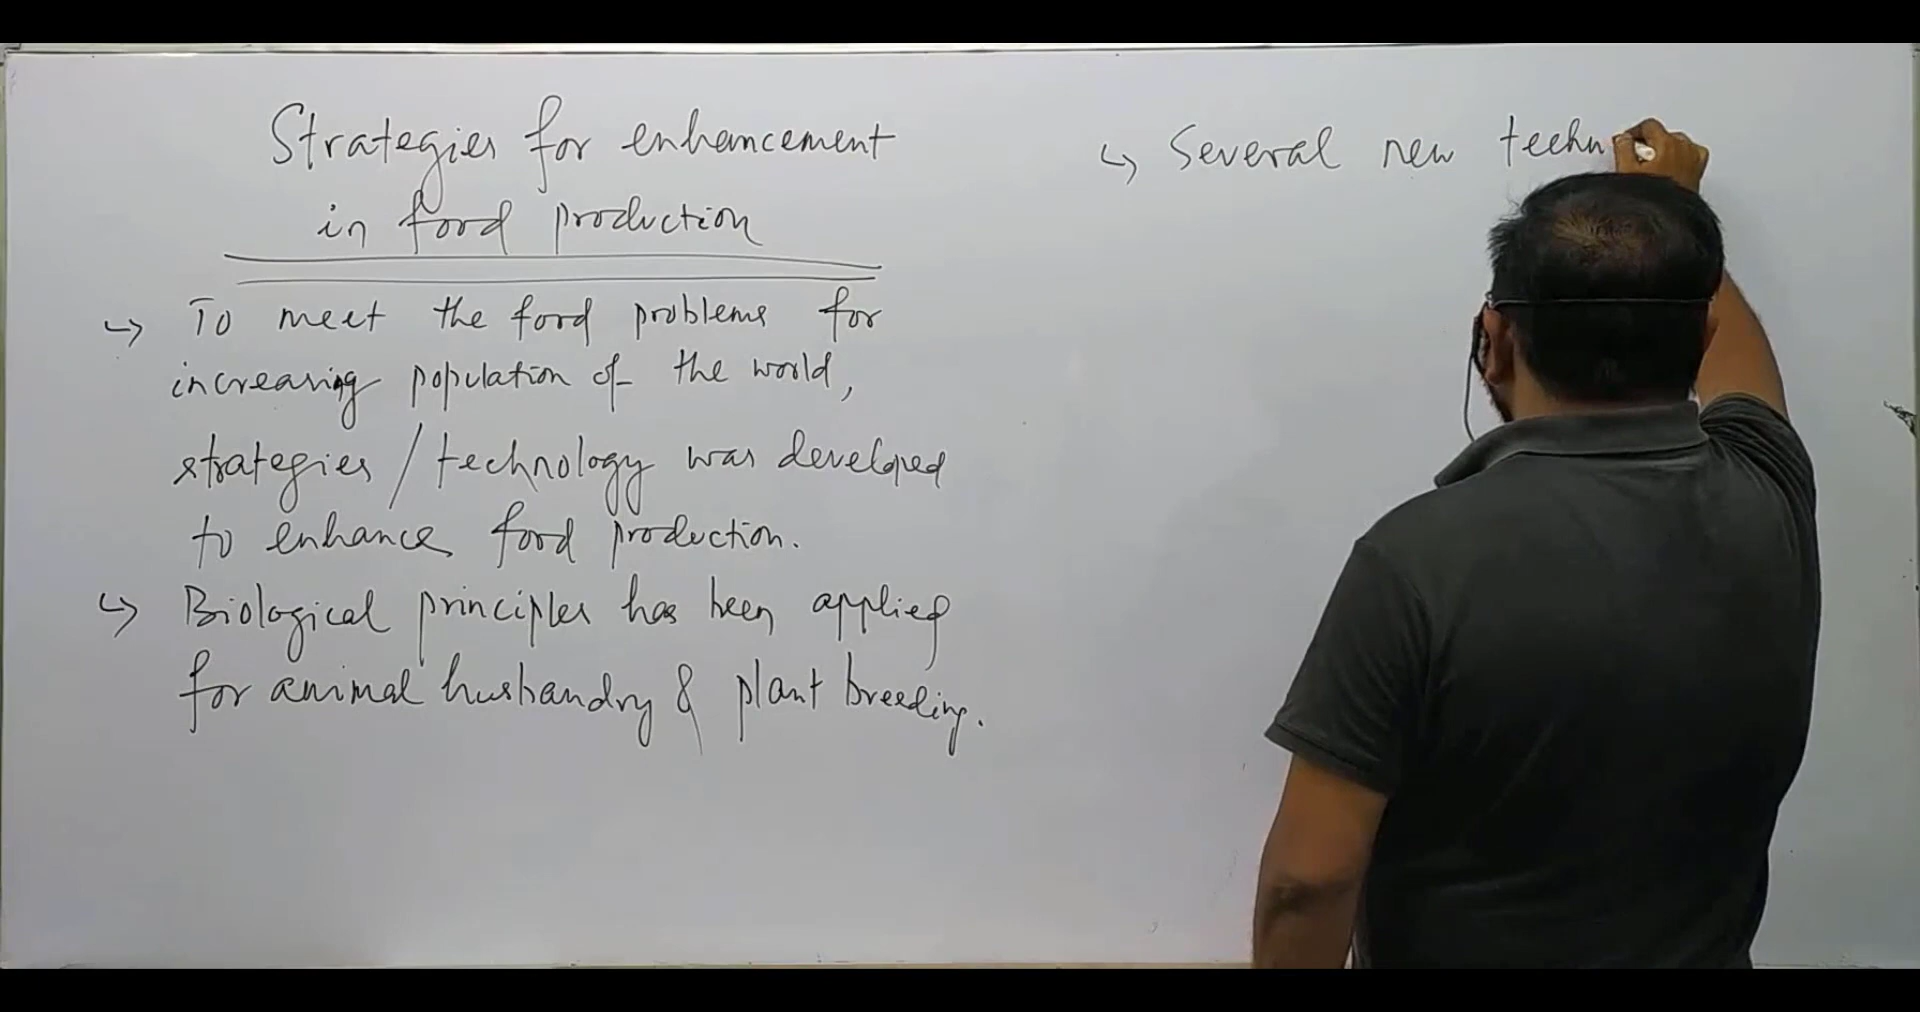 Strategies for enhancement
in food production
↳ To meet the food problems for
increasing population of the world,
strategies / technology was developed
to enhance food production.
↳ Biological principles has been applied
for animal husbandry & plant breeding.
↳ Several new techn